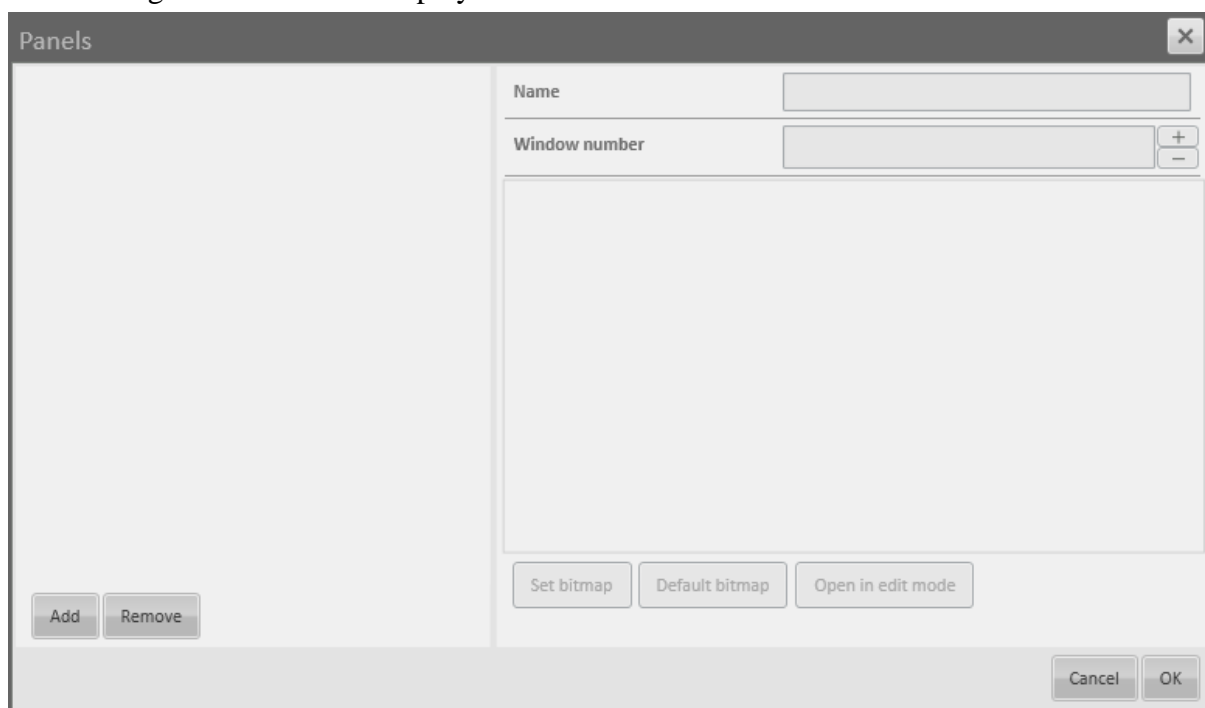 Panels
Name
Window number
Set bitmap
Default bitmap
Open in edit mode
Add
Remove
Cancel
OK